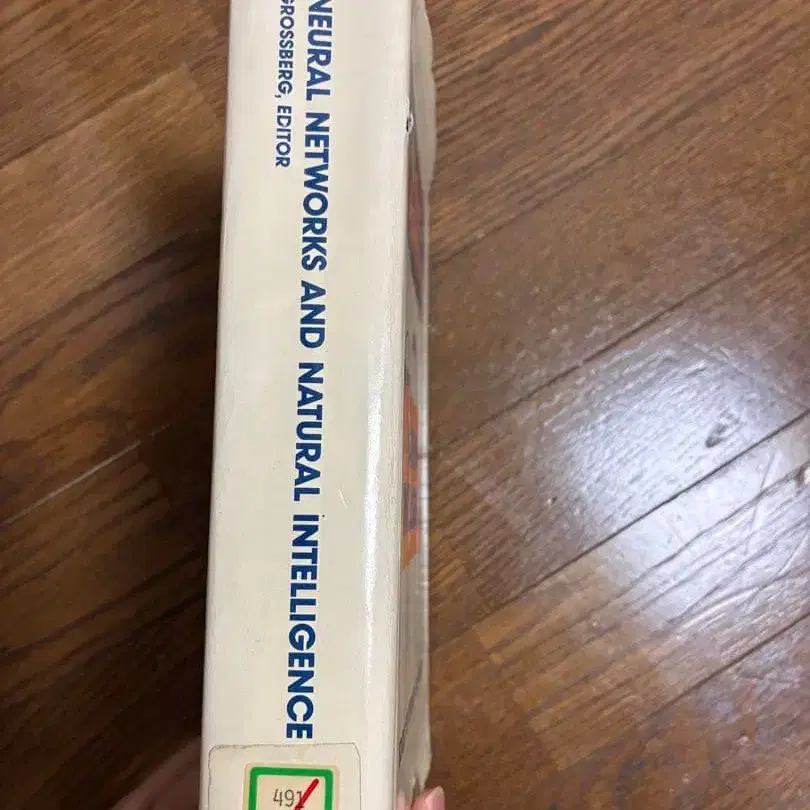 NEURAL NETWORKS AND NATURAL INTELLIGENCE
GROSSBERG, EDITOR
491